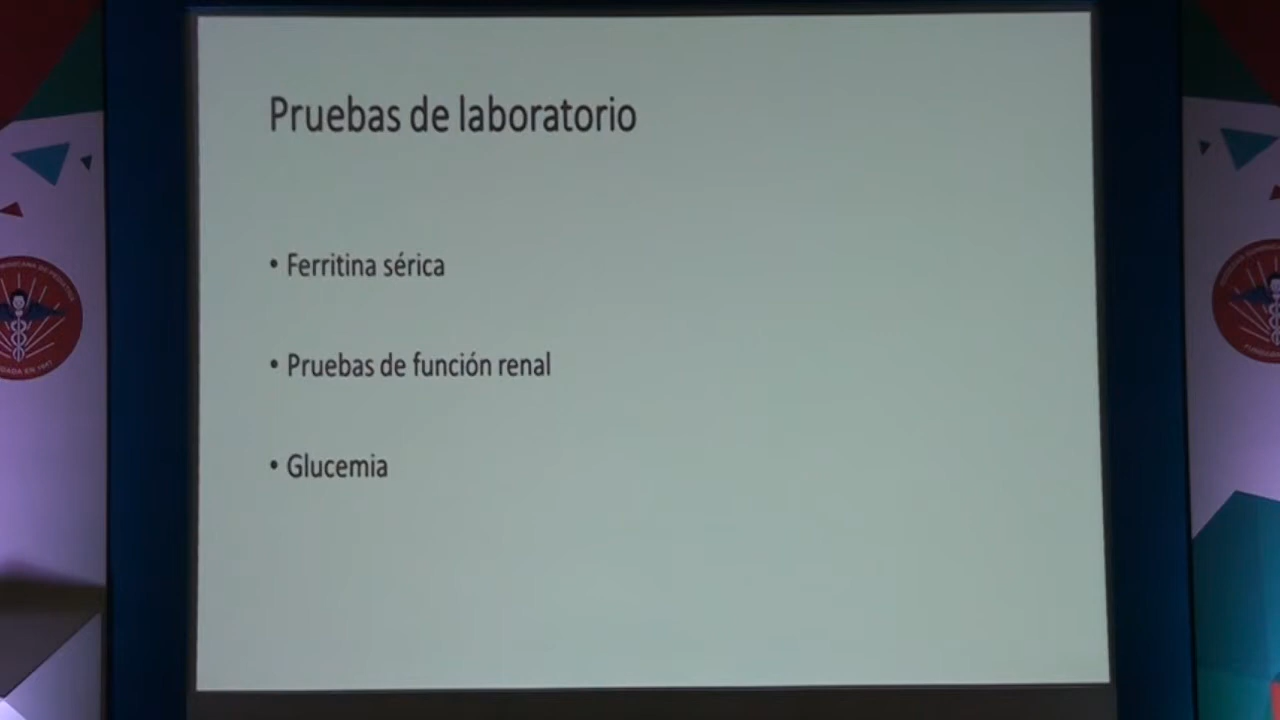 Pruebas de laboratorio
• Ferritina sérica
• Pruebas de función renal
• Glucemia